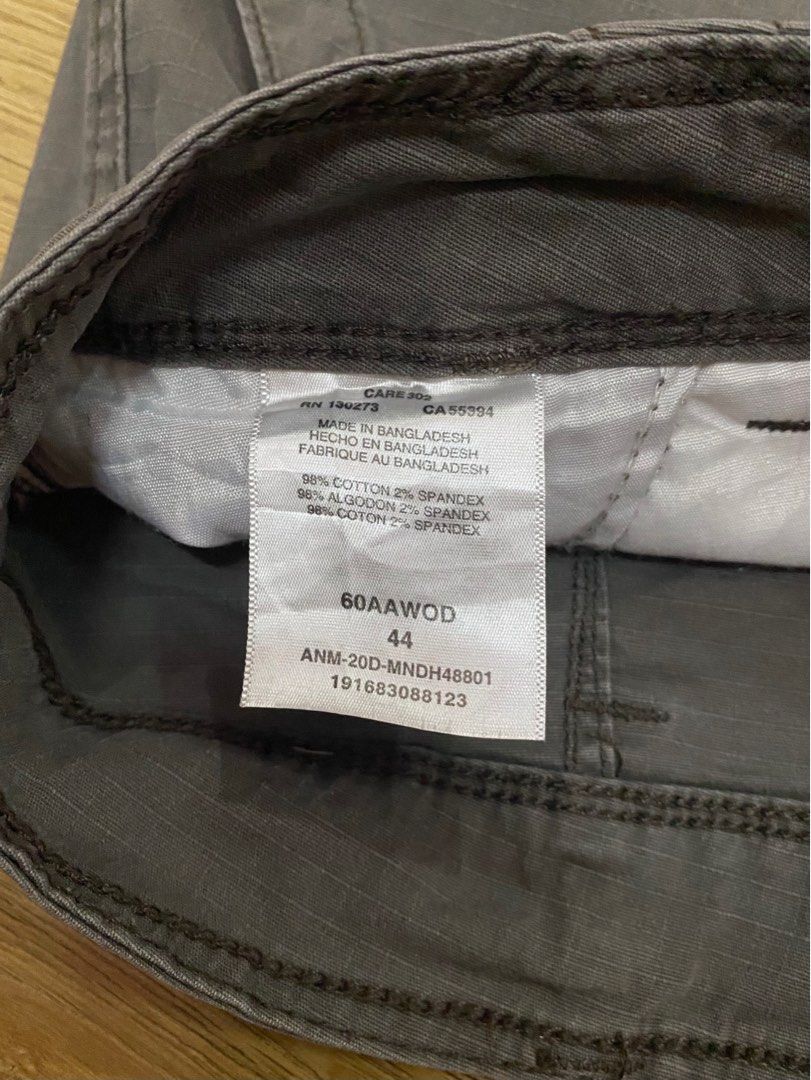 CARE 302
RN 130273 CA 55394
MADE IN BANGLADESH
HECHO EN BANGLADESH
FABRIQUE AU BANGLADESH
98% COTTON 2% SPANDEX
98% ALGODON 2% SPANDEX
98% COTON 2% SPANDEX
60AAWOD
44
ANM-20D-MNDH48801
191683088123